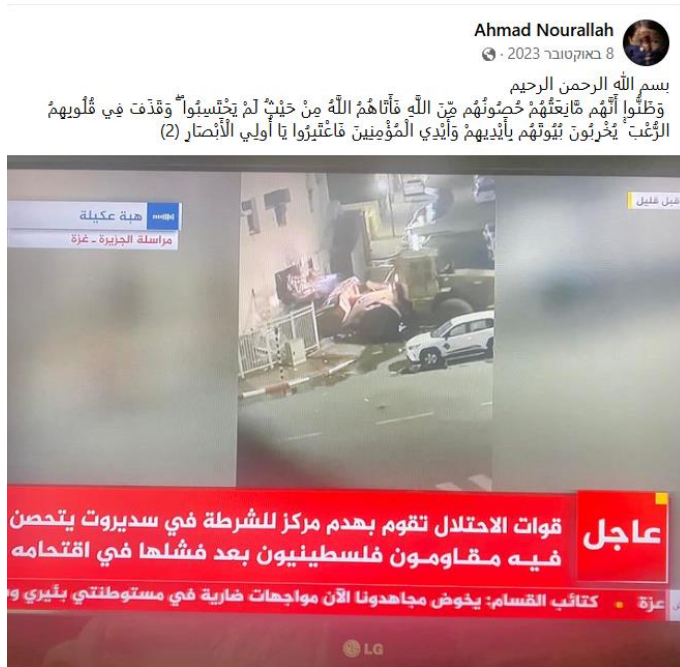 Ahmad Nourallah
8 באוקטובר 2023 ·
بسم الله الرحمن الرحيم
وَظَنُّوا أَنَّهُم مَّانِعَتُهُمْ حُصُونُهُم مِّنَ اللَّهِ فَأَتَاهُمُ اللَّهُ مِنْ حَيْثُ لَمْ يَحْتَسِبُوا ۖ وَقَذَفَ فِي قُلُوبِهِمُ
الرُّعْبَ ۚ يُخْرِبُونَ بُيُوتَهُم بِأَيْدِيهِمْ وَأَيْدِي الْمُؤْمِنِينَ فَاعْتَبِرُوا يَا أُولِي الْأَبْصَارِ (2)
قبل قليل
هبة عكيلة
مراسلة الجزيرة - غزة
عاجل
قوات الاحتلال تقوم بهدم مركز للشرطة في سديروت يتحصن
فيه مقاومون فلسطينيون بعد فشلها في اقتحامه
غزة • كتائب القسام: يخوض مجاهدونا الآن مواجهات ضارية في مستوطنتي بئيري
LG